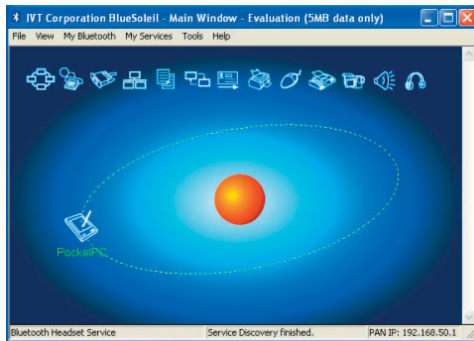 IVT Corporation BlueSoleil - Main Window - Evaluation (5MB data only)
File View My Bluetooth My Services Tools Help
PocketPC
Bluetooth Headset Service Service Discovery finished. PAN IP: 192.168.50.1